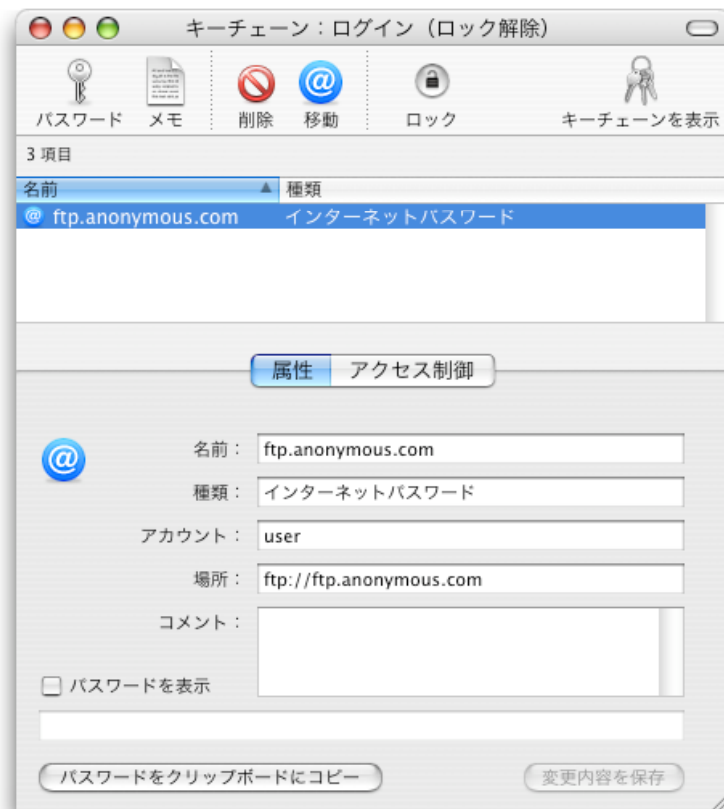 キーチェーン：ログイン（ロック解除）
パスワード メモ 削除 移動 ロック キーチェーンを表示
3 項目
名前 種類
@ ftp.anonymous.com インターネットパスワード
属性 アクセス制御
@
名前： ftp.anonymous.com
種類： インターネットパスワード
アカウント： user
場所： ftp://ftp.anonymous.com
コメント：
パスワードを表示
パスワードをクリップボードにコピー 変更内容を保存